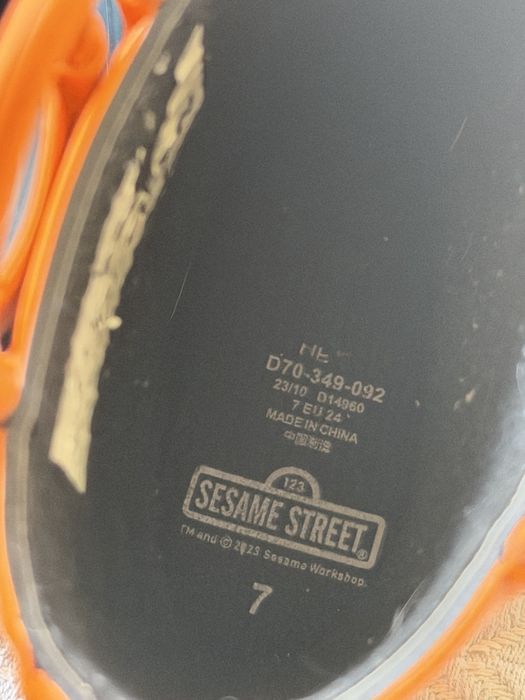 D70-349-092
23/10 D14960
7 EU 24
MADE IN CHINA
中国制造
123
SESAME STREET®
TM and © 2023 Sesame Workshop.
7